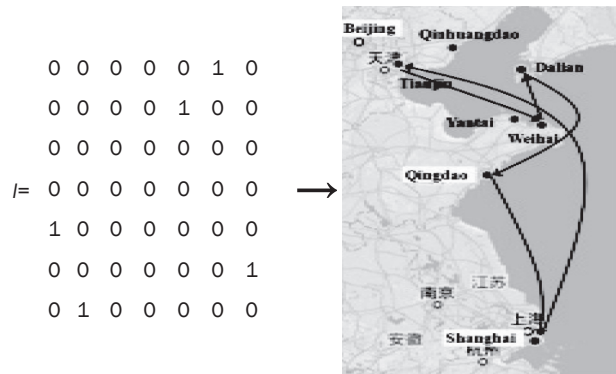 0 0 0 0 0 1 0
0 0 0 0 1 0 0
0 0 0 0 0 0 0
I= 0 0 0 0 0 0 0
1 0 0 0 0 0 0
0 0 0 0 0 0 1
0 1 0 0 0 0 0
Beijing
Qinhuangdao
天津
Tianjin
Dalian
Yantai
Weihai
Qingdao
江苏
南京
上海
安徽
Shanghai
杭州